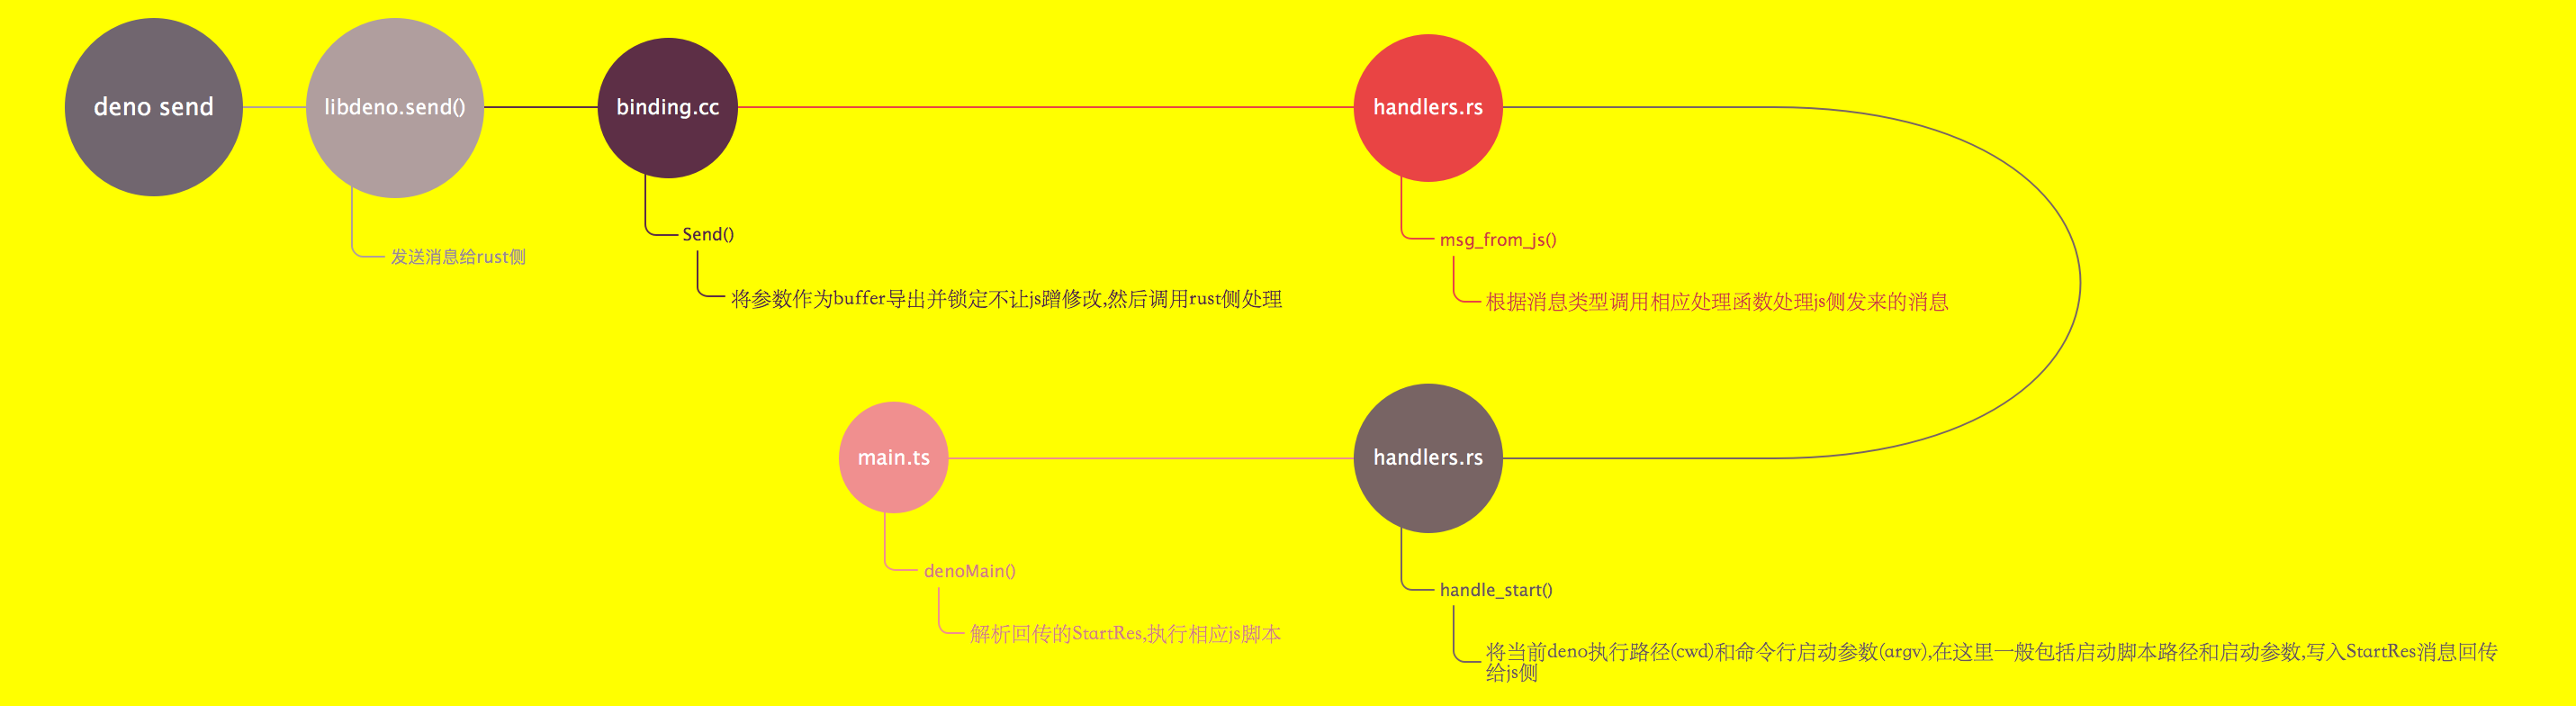 deno send
libdeno.send()
发送消息给rust侧
binding.cc
Send()
将参数作为buffer导出并锁定不让js蹭修改,然后调用rust侧处理
handlers.rs
msg_from_js()
根据消息类型调用相应处理函数处理js侧发来的消息
handlers.rs
handle_start()
将当前deno执行路径(cwd)和命令行启动参数(argv),在这里一般包括启动脚本路径和启动参数,写入StartRes消息回传
给js侧
main.ts
denoMain()
解析回传的StartRes,执行相应js脚本